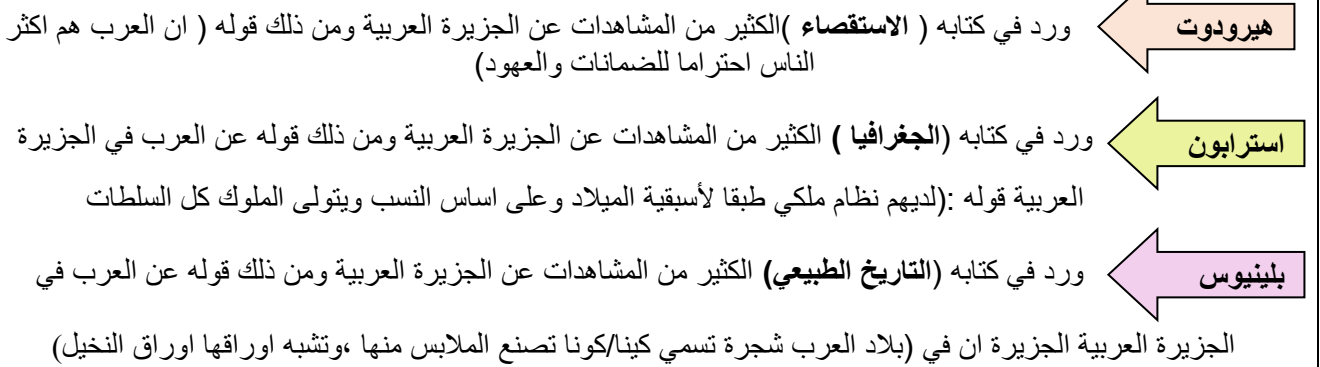 هيرودوت ورد في كتابه ( الاستقصاء )الكثير من المشاهدات عن الجزيرة العربية ومن ذلك قوله ( ان العرب هم اكثر
الناس احتراما للضمانات والعهود)
استرابون ورد في كتابه (الجغرافيا ) الكثير من المشاهدات عن الجزيرة العربية ومن ذلك قوله عن العرب في الجزيرة
العربية قوله :(لديهم نظام ملكي طبقا لأسبقية الميلاد وعلى اساس النسب ويتولى الملوك كل السلطات
بلينيوس ورد في كتابه (التاريخ الطبيعي) الكثير من المشاهدات عن الجزيرة العربية ومن ذلك قوله عن العرب في
الجزيرة العربية الجزيرة ان في (بلاد العرب شجرة تسمي كينا/كونا تصنع الملابس منها ،وتشبه اوراقها اوراق النخيل)